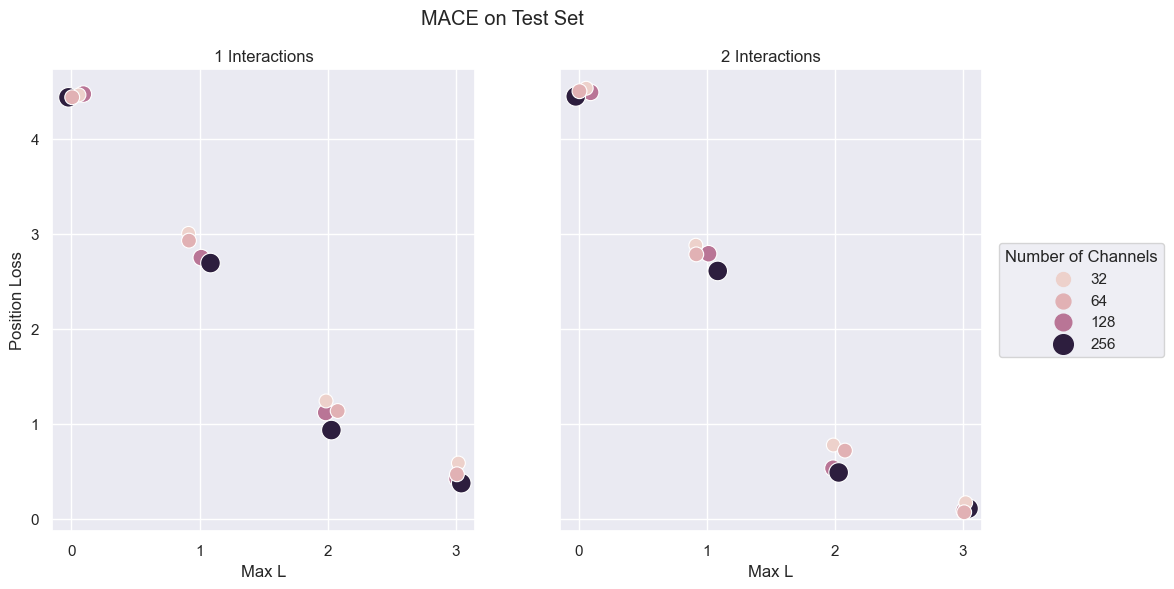 MACE on Test Set
1 Interactions
2 Interactions
Position Loss
4
3
2
1
0
0 1 2 3
0 1 2 3
Max L
Max L
Number of Channels
32
64
128
256